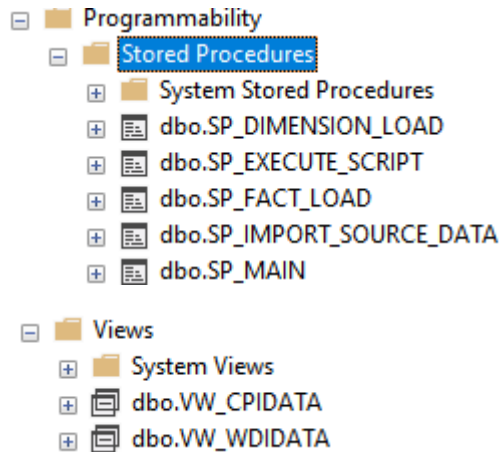 Programmability
Stored Procedures
System Stored Procedures
dbo.SP_DIMENSION_LOAD
dbo.SP_EXECUTE_SCRIPT
dbo.SP_FACT_LOAD
dbo.SP_IMPORT_SOURCE_DATA
dbo.SP_MAIN
Views
System Views
dbo.VW_CPIDATA
dbo.VW_WDIDATA